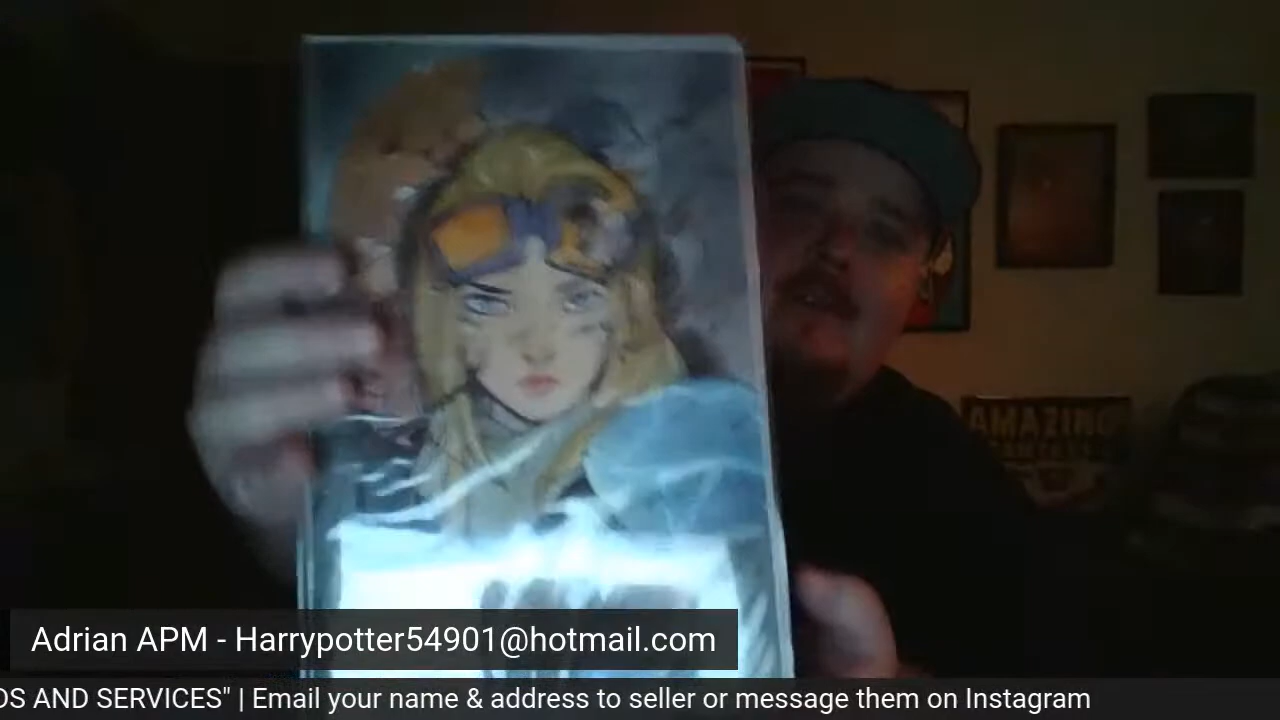 AMAZING
Adrian APM - Harrypotter54901@hotmail.com
DS AND SERVICES" | Email your name & address to seller or message them on Instagram